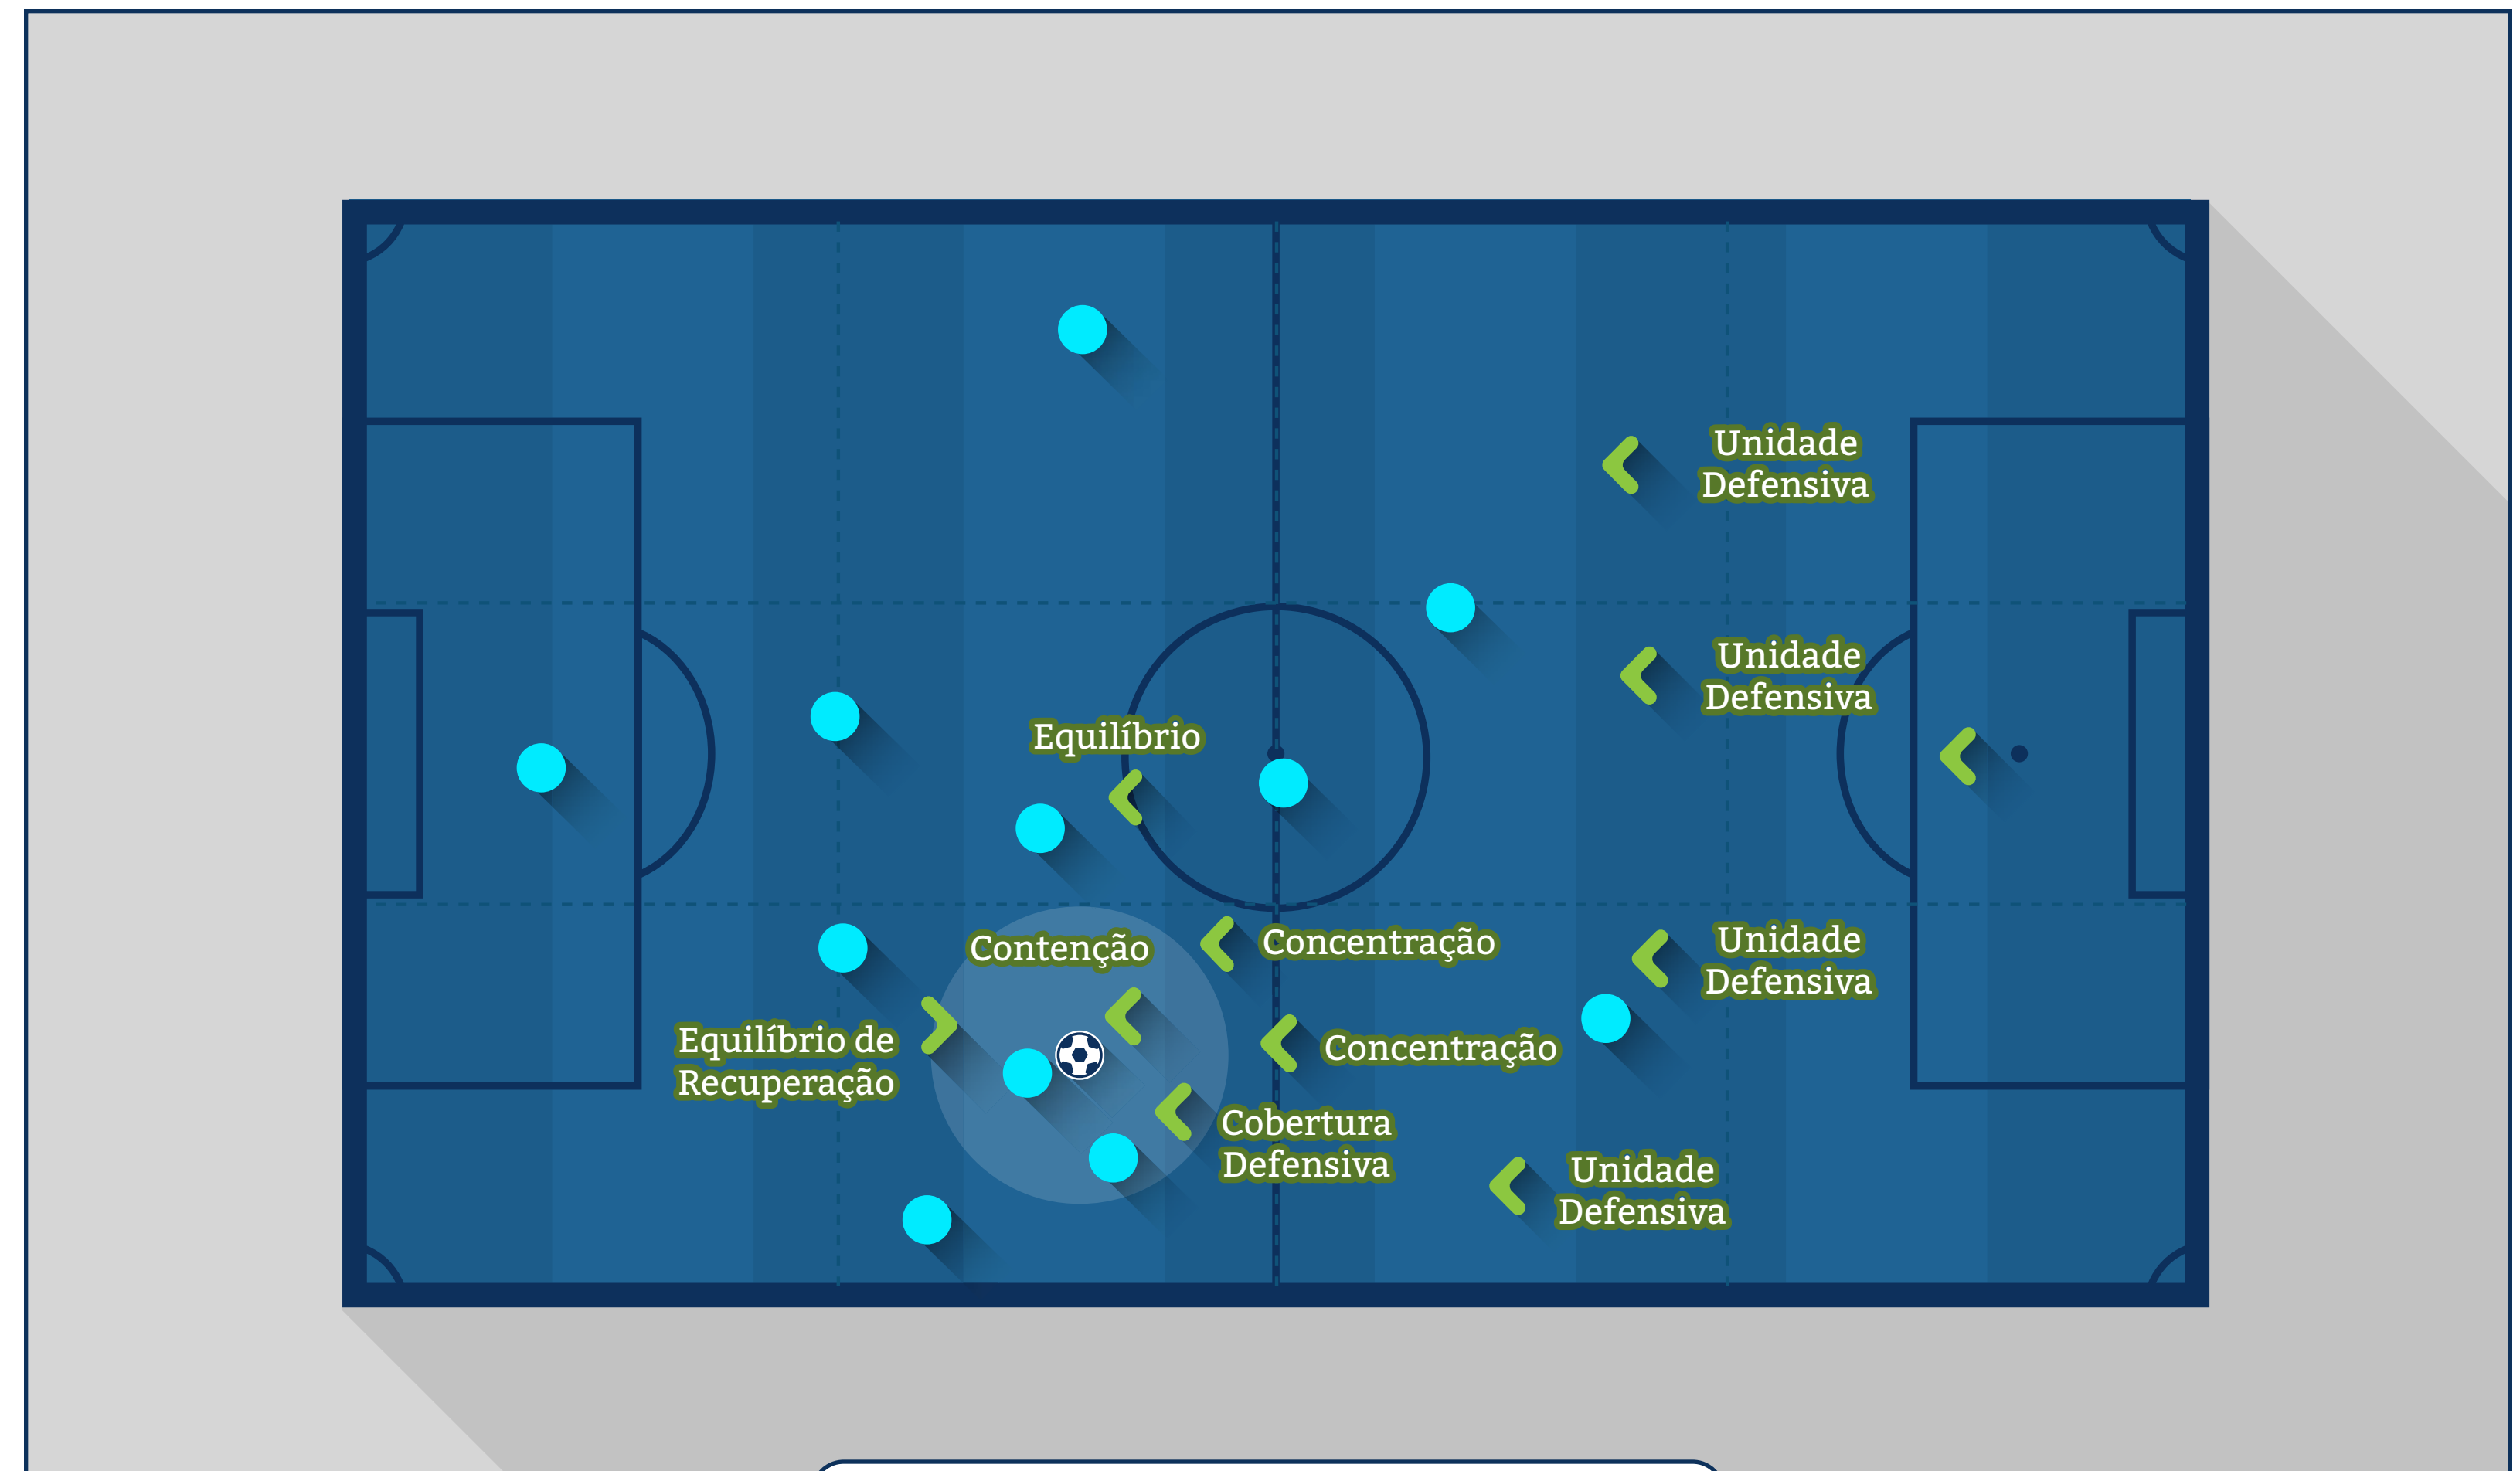 Unidade
Defensiva
Unidade
Defensiva
Equilíbrio
Contenção
Concentração
Unidade
Defensiva
Equilíbrio de
Recuperação
Concentração
Cobertura
Defensiva
Unidade
Defensiva